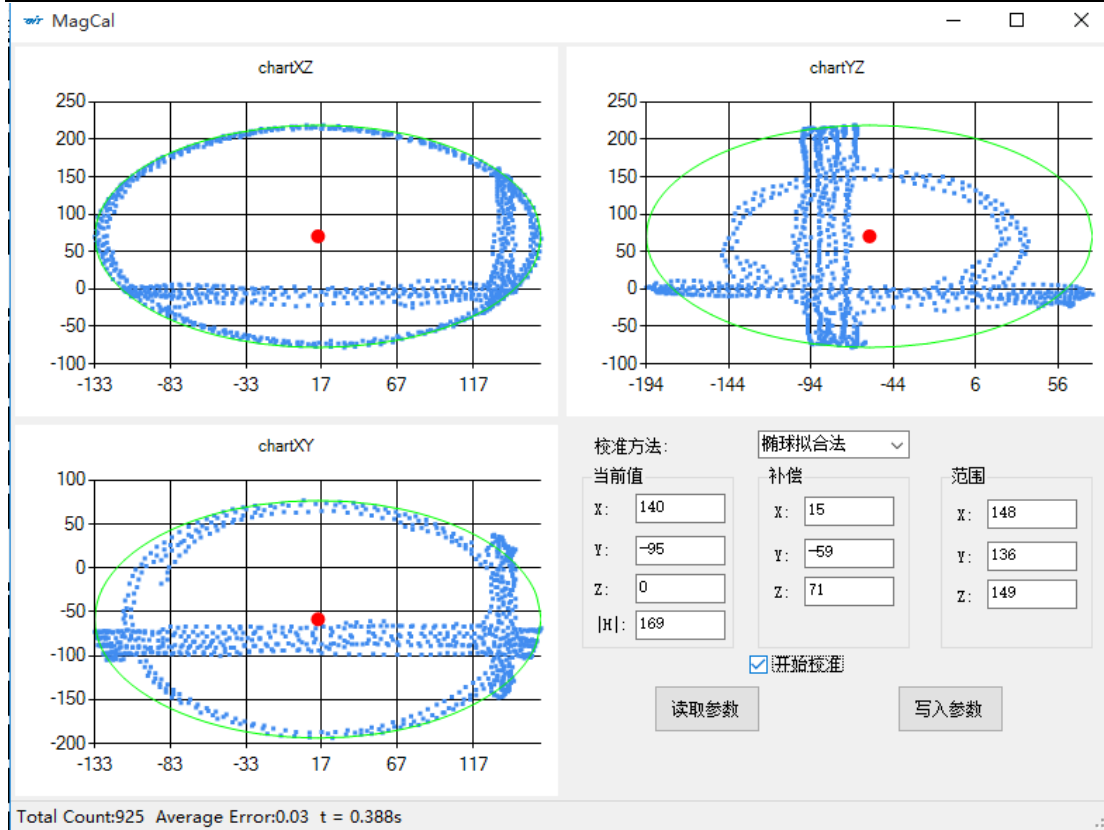 MagCal
chartXZ
250
200
150
100
50
0
-50
-100
-133 -83 -33 17 67 117
chartYZ
250
200
150
100
50
0
-50
-100
-194 -144 -94 -44 6 56
chartXY
100
50
0
-50
-100
-150
-200
-133 -83 -33 17 67 117
校准方法: 椭球拟合法
当前值
X: 140
Y: -95
Z: 0
|H|: 169
补偿
X: 15
Y: -59
Z: 71
范围
X: 148
Y: 136
Z: 149
开始校准
读取参数 写入参数
Total Count:925 Average Error:0.03 t = 0.388s